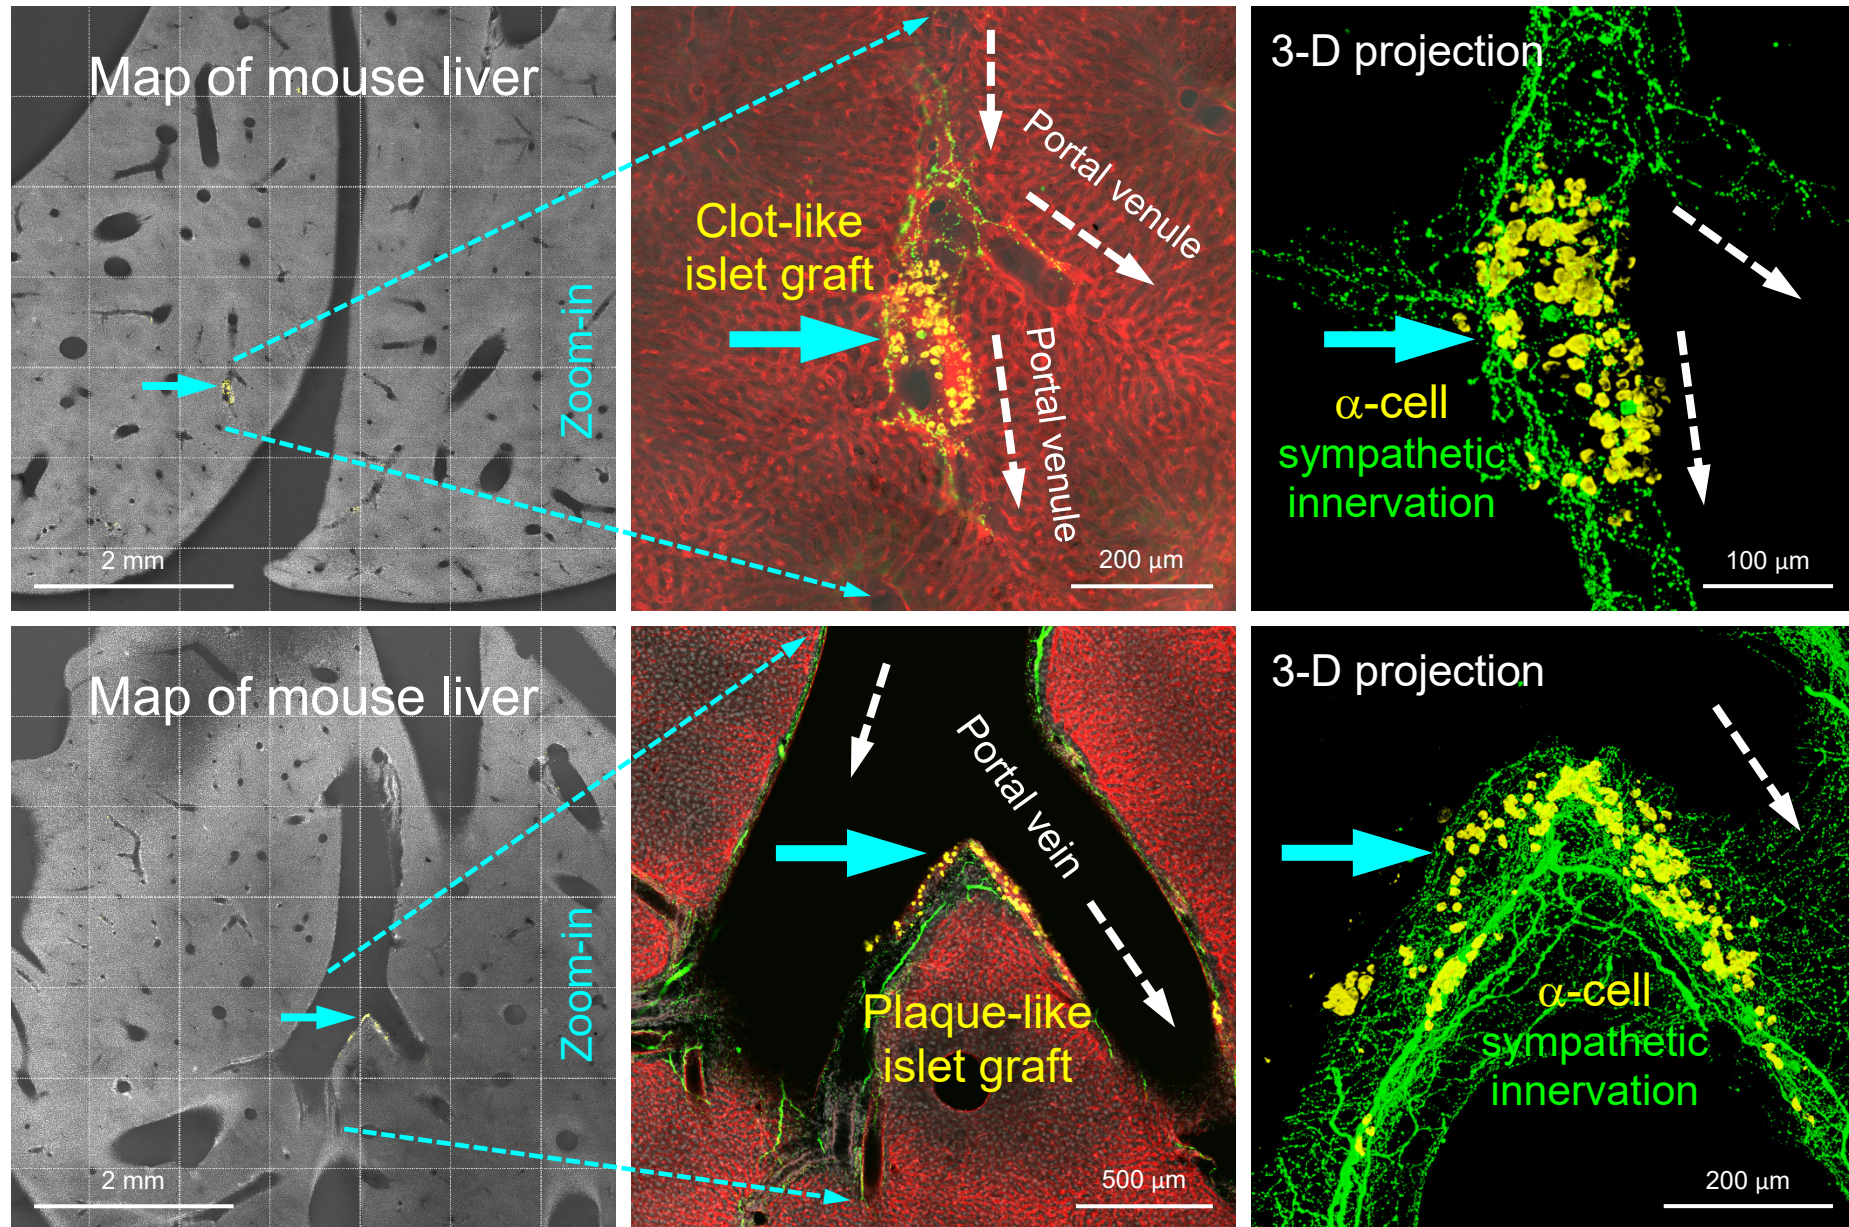 Map of mouse liver
Zoom-in
2 mm
Portal venule
Clot-like
islet graft
Portal venule
200 µm
3-D projection
α-cell
sympathetic
innervation
100 µm
Map of mouse liver
Zoom-in
2 mm
Portal vein
Plaque-like
islet graft
500 µm
3-D projection
α-cell
sympathetic
innervation
200 µm